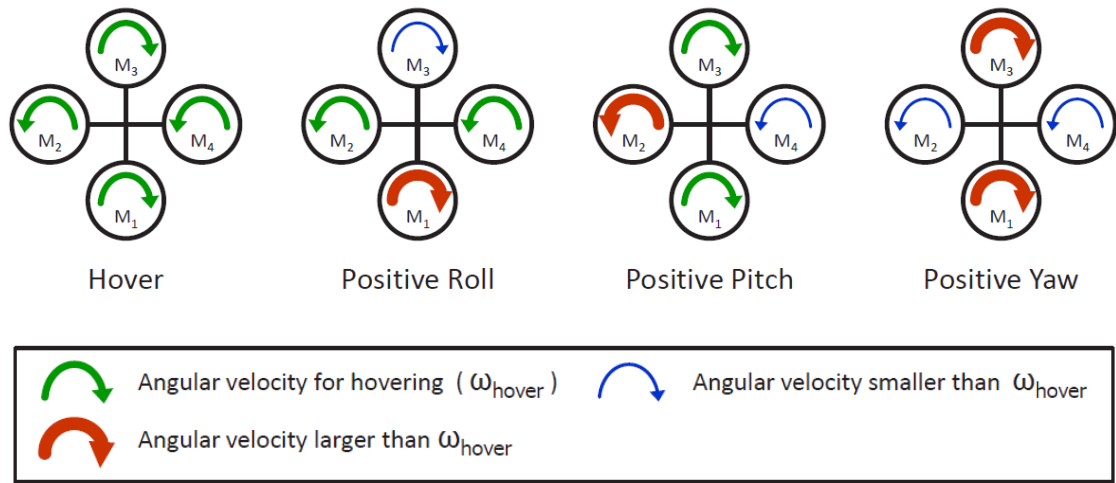 M3
M2
M4
M1
Hover
M3
M2
M4
M1
Positive Roll
M3
M2
M4
M1
Positive Pitch
M3
M2
M4
M1
Positive Yaw
Angular velocity for hovering ( ωhover )
Angular velocity smaller than ωhover
Angular velocity larger than ωhover